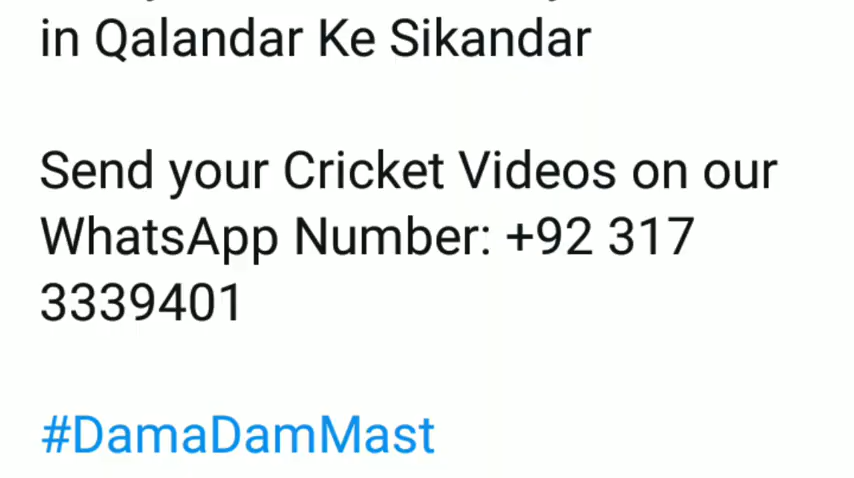 in Qalandar Ke Sikandar
Send your Cricket Videos on our
WhatsApp Number: +92 317
3339401
#DamaDamMast